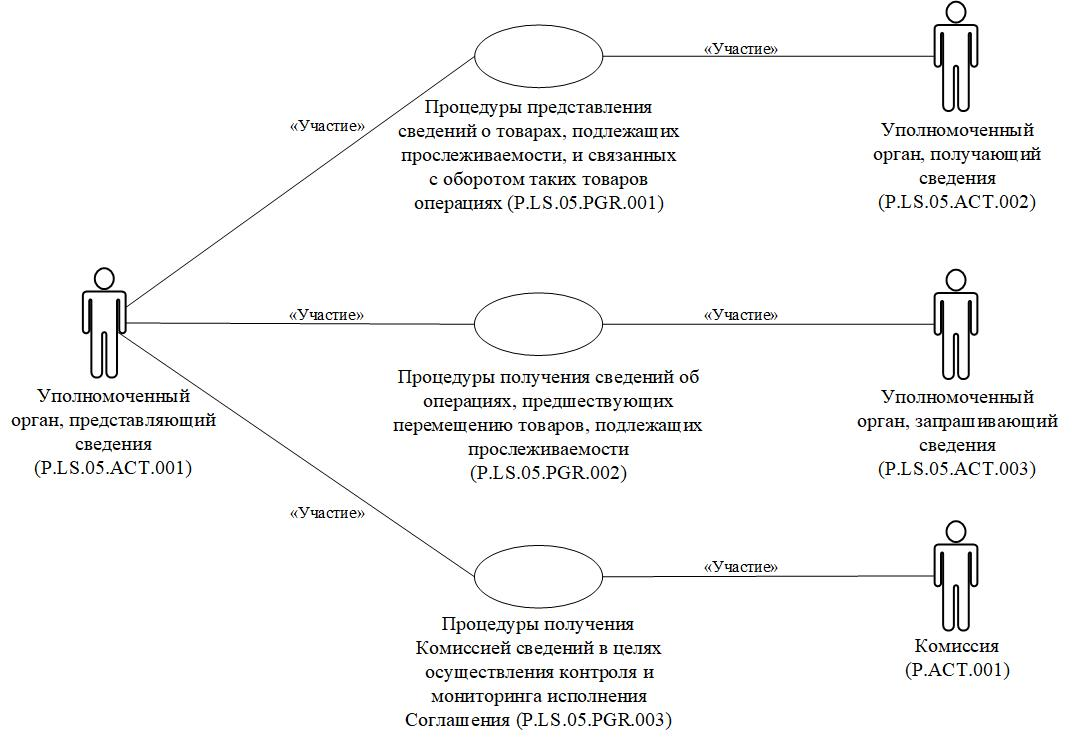 «Участие»
Уполномоченный
орган, получающий
сведения
(P.LS.05.ACT.002)
«Участие»
Процедуры представления
сведений о товарах, подлежащих
прослеживаемости, и связанных
с оборотом таких товаров
операциях (P.LS.05.PGR.001)
«Участие»
«Участие»
Уполномоченный
орган, представляющий
сведения
(P.LS.05.ACT.001)
Процедуры получения сведений об
операциях, предшествующих
перемещению товаров, подлежащих
прослеживаемости
(P.LS.05.PGR.002)
Уполномоченный
орган, запрашивающий
сведения
(P.LS.05.ACT.003)
«Участие»
«Участие»
Процедуры получения
Комиссией сведений в целях
осуществления контроля и
мониторинга исполнения
Соглашения (P.LS.05.PGR.003)
Комиссия
(P.ACT.001)